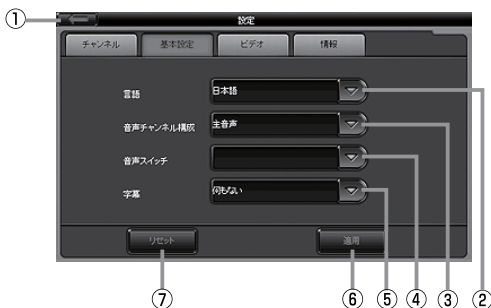 ①
設定
チャンネル 基本設定 ビデオ 情報
言語 日本語
音声チャンネル構成 主音声
音声スイッチ
字幕 何もない
リセット 適用
⑦ ⑥ ⑤ ④ ③ ②